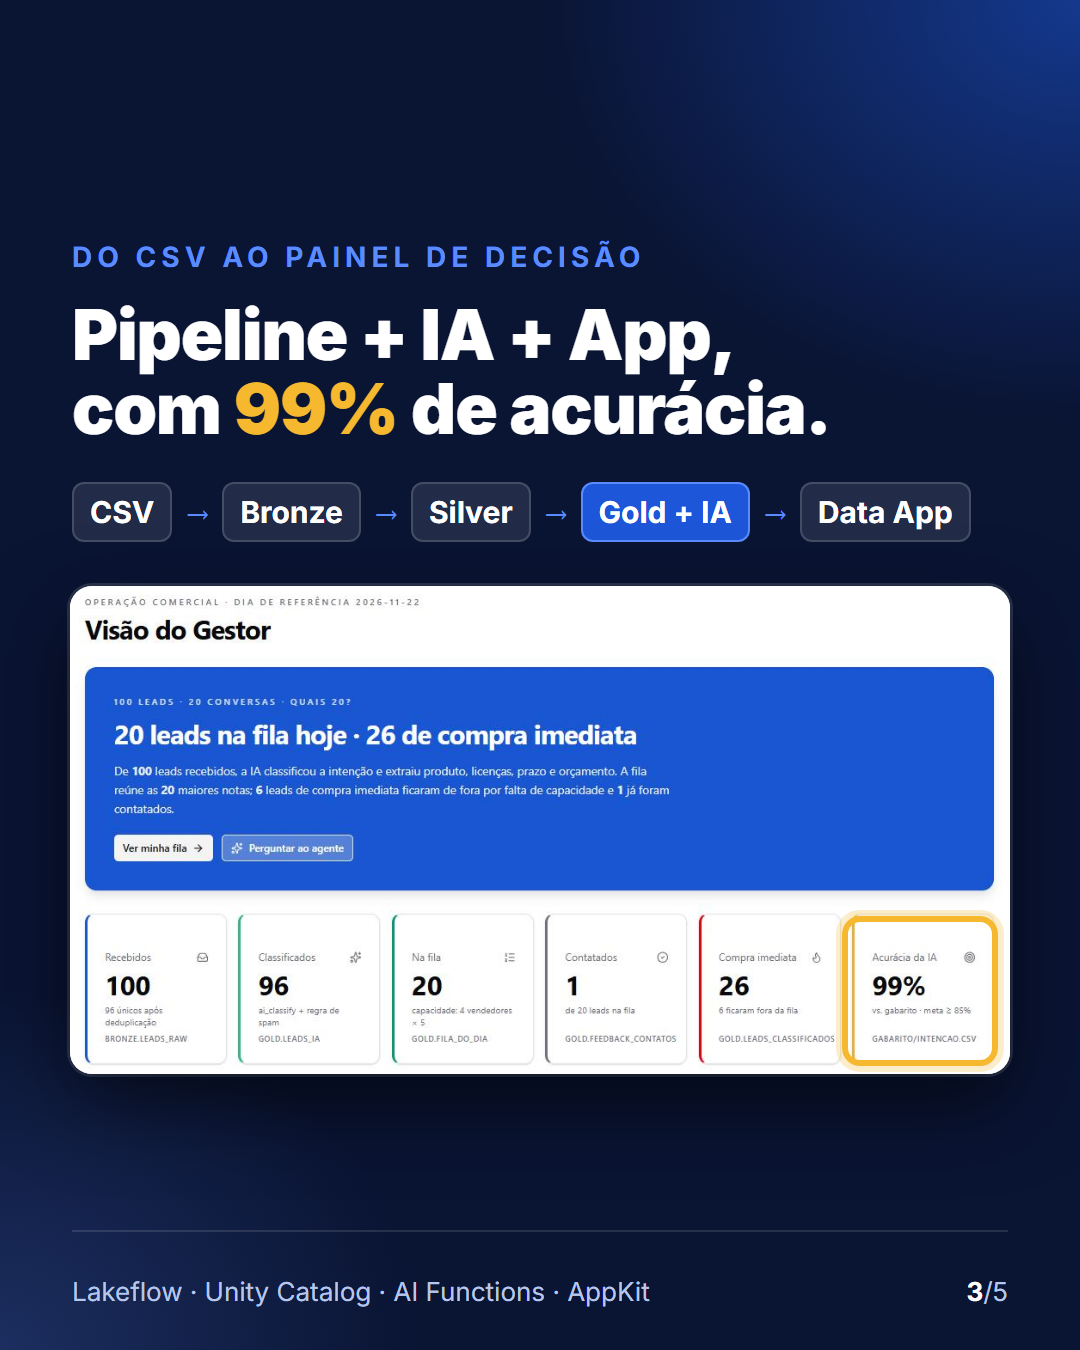 DO CSV AO PAINEL DE DECISÃO
Pipeline + IA + App,
com 99% de acurácia.
CSV → Bronze → Silver → Gold + IA → Data App
OPERAÇÃO COMERCIAL · DIA DE REFERÊNCIA 2026-11-22
Visão do Gestor
100 LEADS · 20 CONVERSAS · QUAIS 20?
20 leads na fila hoje · 26 de compra imediata
De 100 leads recebidos, a IA classificou a intenção e extraiu produto, licenças, prazo e orçamento. A fila
reúne as 20 maiores notas; 6 leads de compra imediata ficaram de fora por falta de capacidade e 1 já foram
contatados.
Ver minha fila →
Perguntar ao agente
Recebidos
100
96 únicos após
deduplicação
BRONZE.LEADS_RAW
Classificados
96
ai_classify + regra de
spam
GOLD.LEADS_IA
Na fila
20
capacidade: 4 vendedores
× 5
GOLD.FILA_DO_DIA
Contatados
1
de 20 leads na fila
GOLD.FEEDBACK_CONTATOS
Compra imediata
26
6 ficaram fora da fila
GOLD.LEADS_CLASSIFICADOS
Acurácia da IA
99%
vs. gabarito · meta ≥ 85%
GABARITO/INTENCAO.CSV
Lakeflow · Unity Catalog · AI Functions · AppKit
3/5